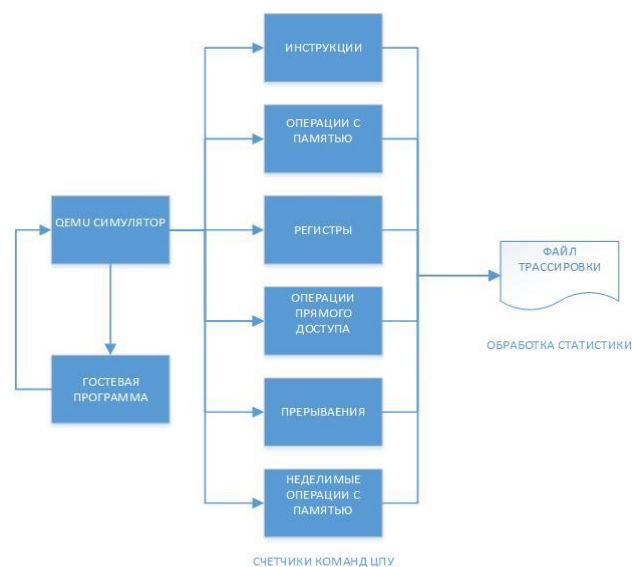 ИНСТРУКЦИИ
ОПЕРАЦИИ С
ПАМЯТЬЮ
QEMU СИМУЛЯТОР
РЕГИСТРЫ
ФАЙЛ
ТРАССИРОВКИ
ОПЕРАЦИИ
ПРЯМОГО
ДОСТУПА
ОБРАБОТКА СТАТИСТИКИ
ГОСТЕВАЯ
ПРОГРАММА
ПРЕРЫВАЕНИЯ
НЕДЕЛИМЫЕ
ОПЕРАЦИИ С
ПАМЯТЬЮ
СЧЕТЧИКИ КОМАНД ЦПУ